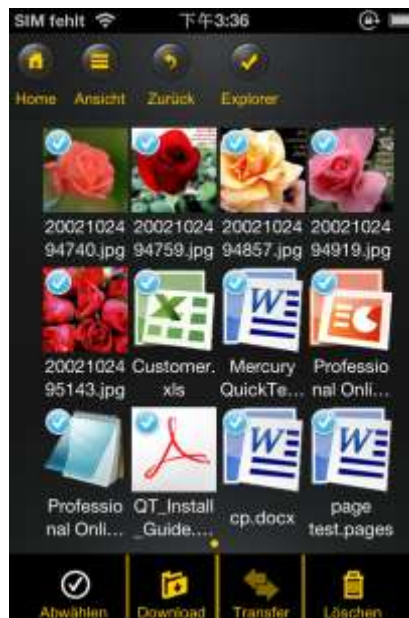 SIM fehlt 下午3:36
Home Ansicht Zurück Explorer
20021024 20021024 20021024 20021024
94740.jpg 94759.jpg 94857.jpg 94919.jpg
20021024 Customer. Mercury Professio
95143.jpg xls QuickTe... nal Onli...
Professio QT_Install cp.docx page
nal Onli... _Guide.... test.pages
Abwählen Download Transfer Löschen